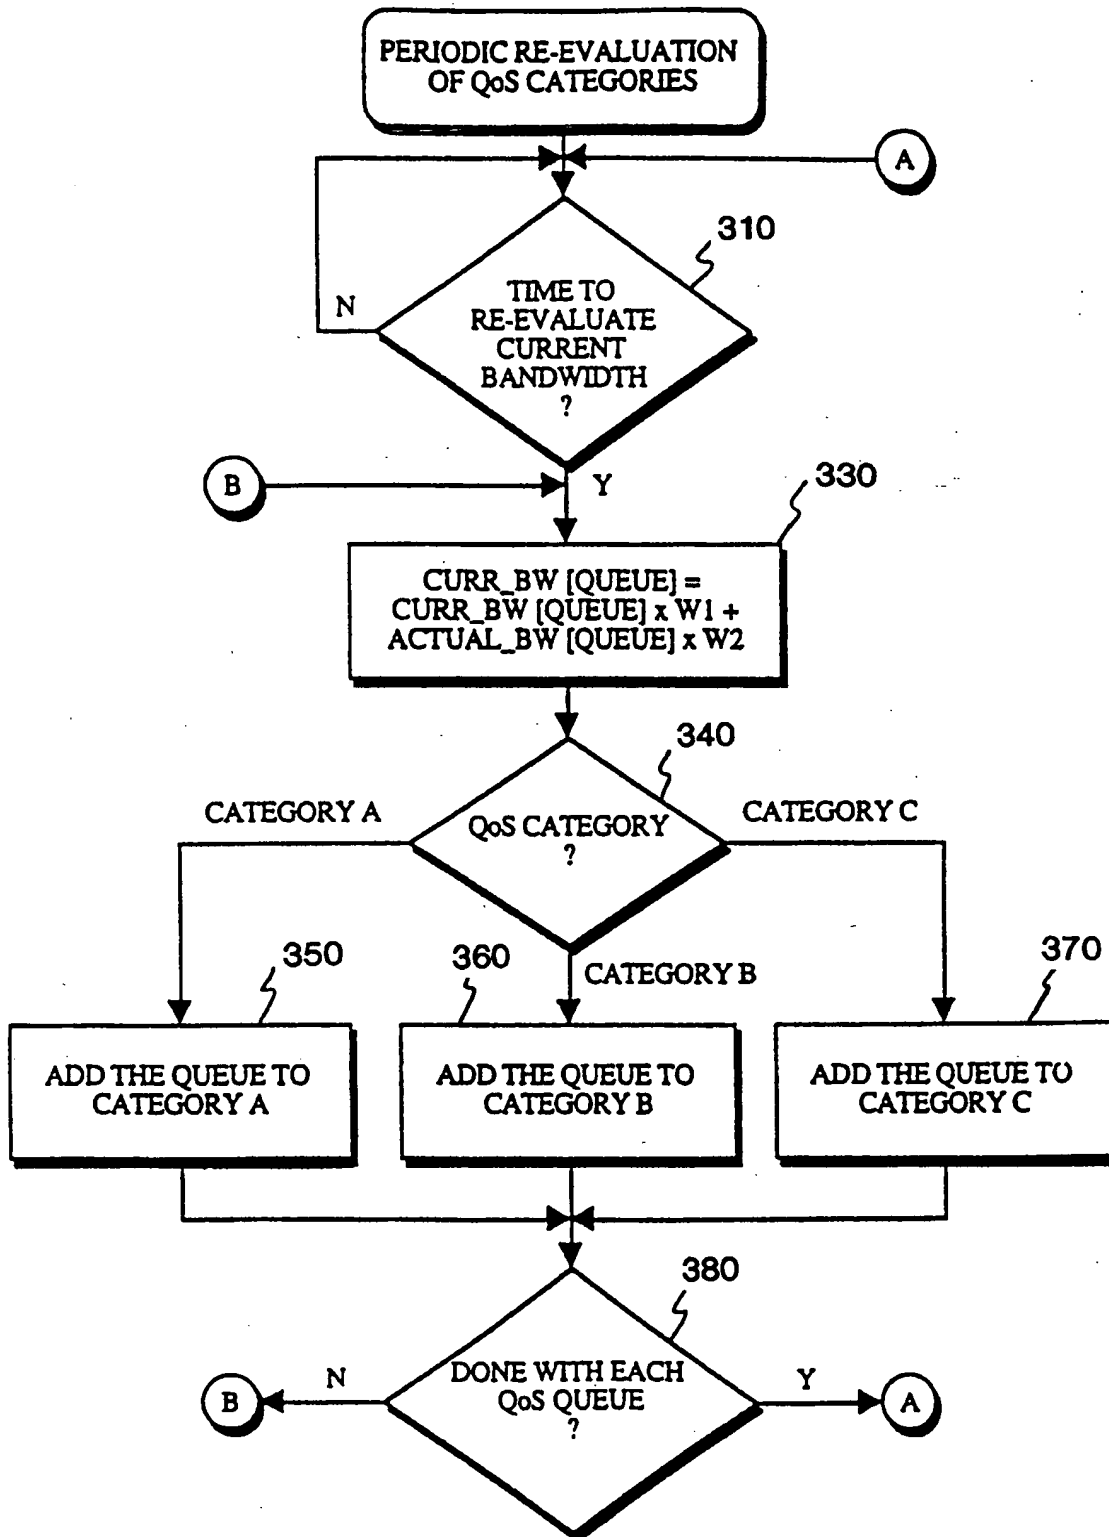 PERIODIC RE-EVALUATION
OF QoS CATEGORIES
A
310
TIME TO
RE-EVALUATE
CURRENT
BANDWIDTH
?
N
B
Y
330
CURR_BW [QUEUE] =
CURR_BW [QUEUE] x W1 +
ACTUAL_BW [QUEUE] x W2
340
CATEGORY A
QoS CATEGORY
?
CATEGORY C
350
360
CATEGORY B
370
ADD THE QUEUE TO
CATEGORY A
ADD THE QUEUE TO
CATEGORY B
ADD THE QUEUE TO
CATEGORY C
380
B
N
DONE WITH EACH
QoS QUEUE
?
Y
A